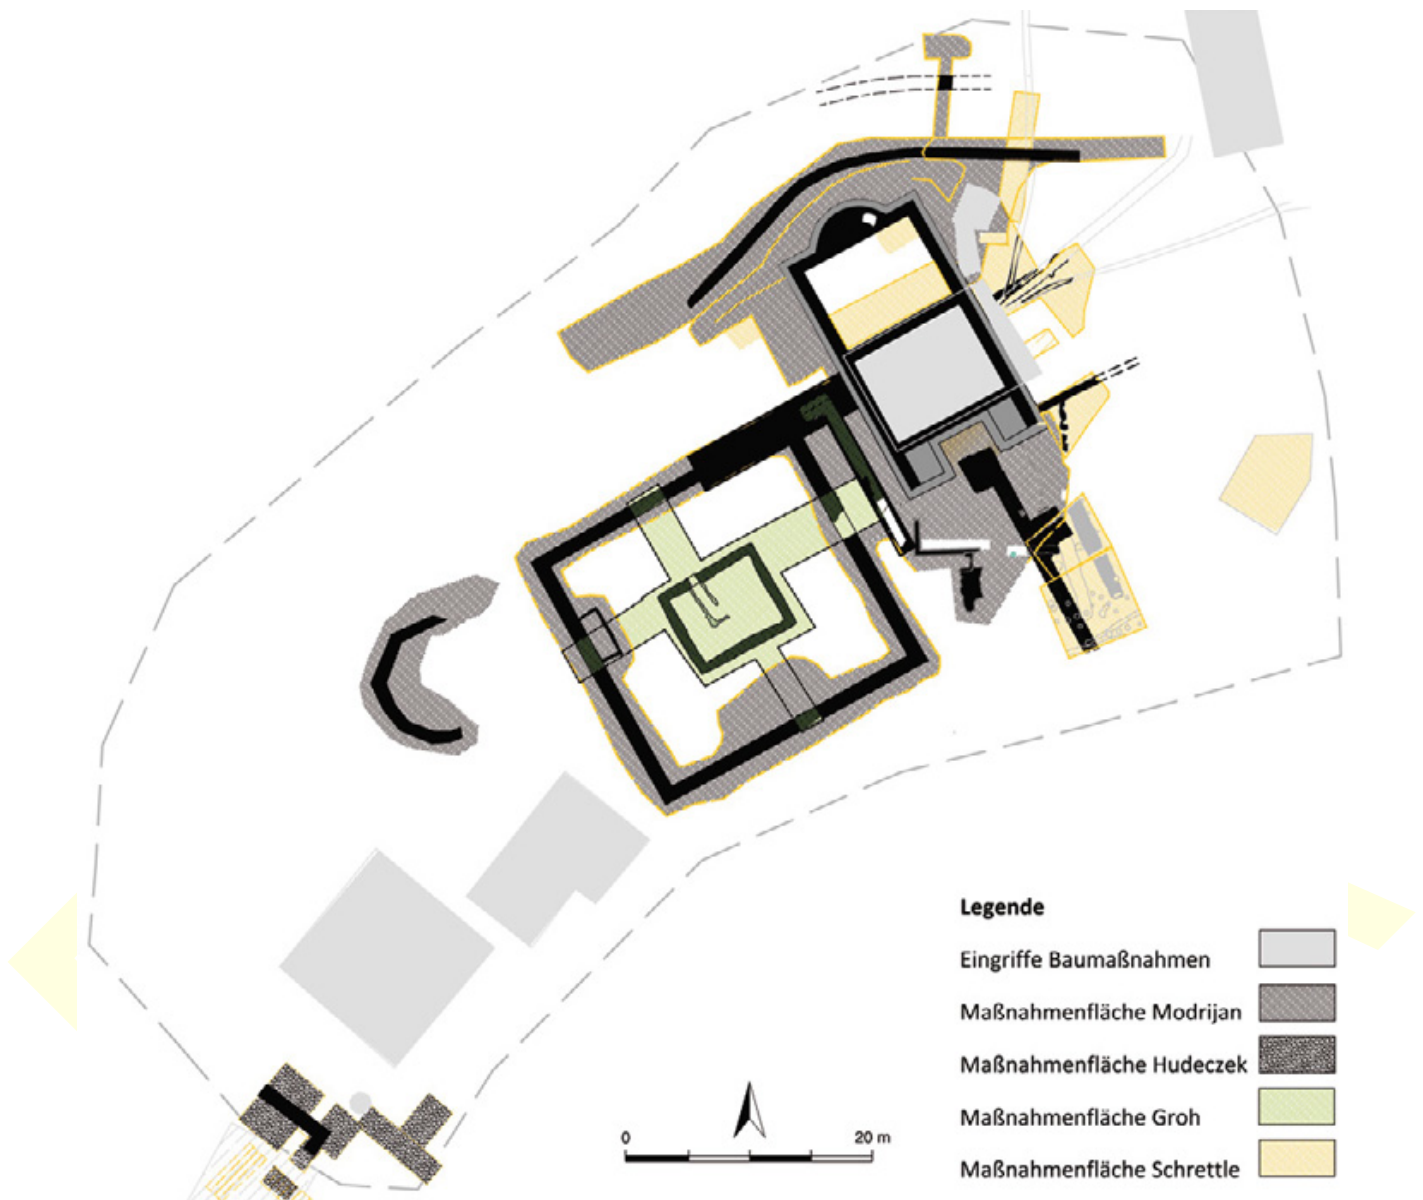 Legende
Eingriffe Baumaßnahmen
Maßnahmenfläche Modrijan
Maßnahmenfläche Hudeczek
Maßnahmenfläche Groh
Maßnahmenfläche Schrettle
0 20 m